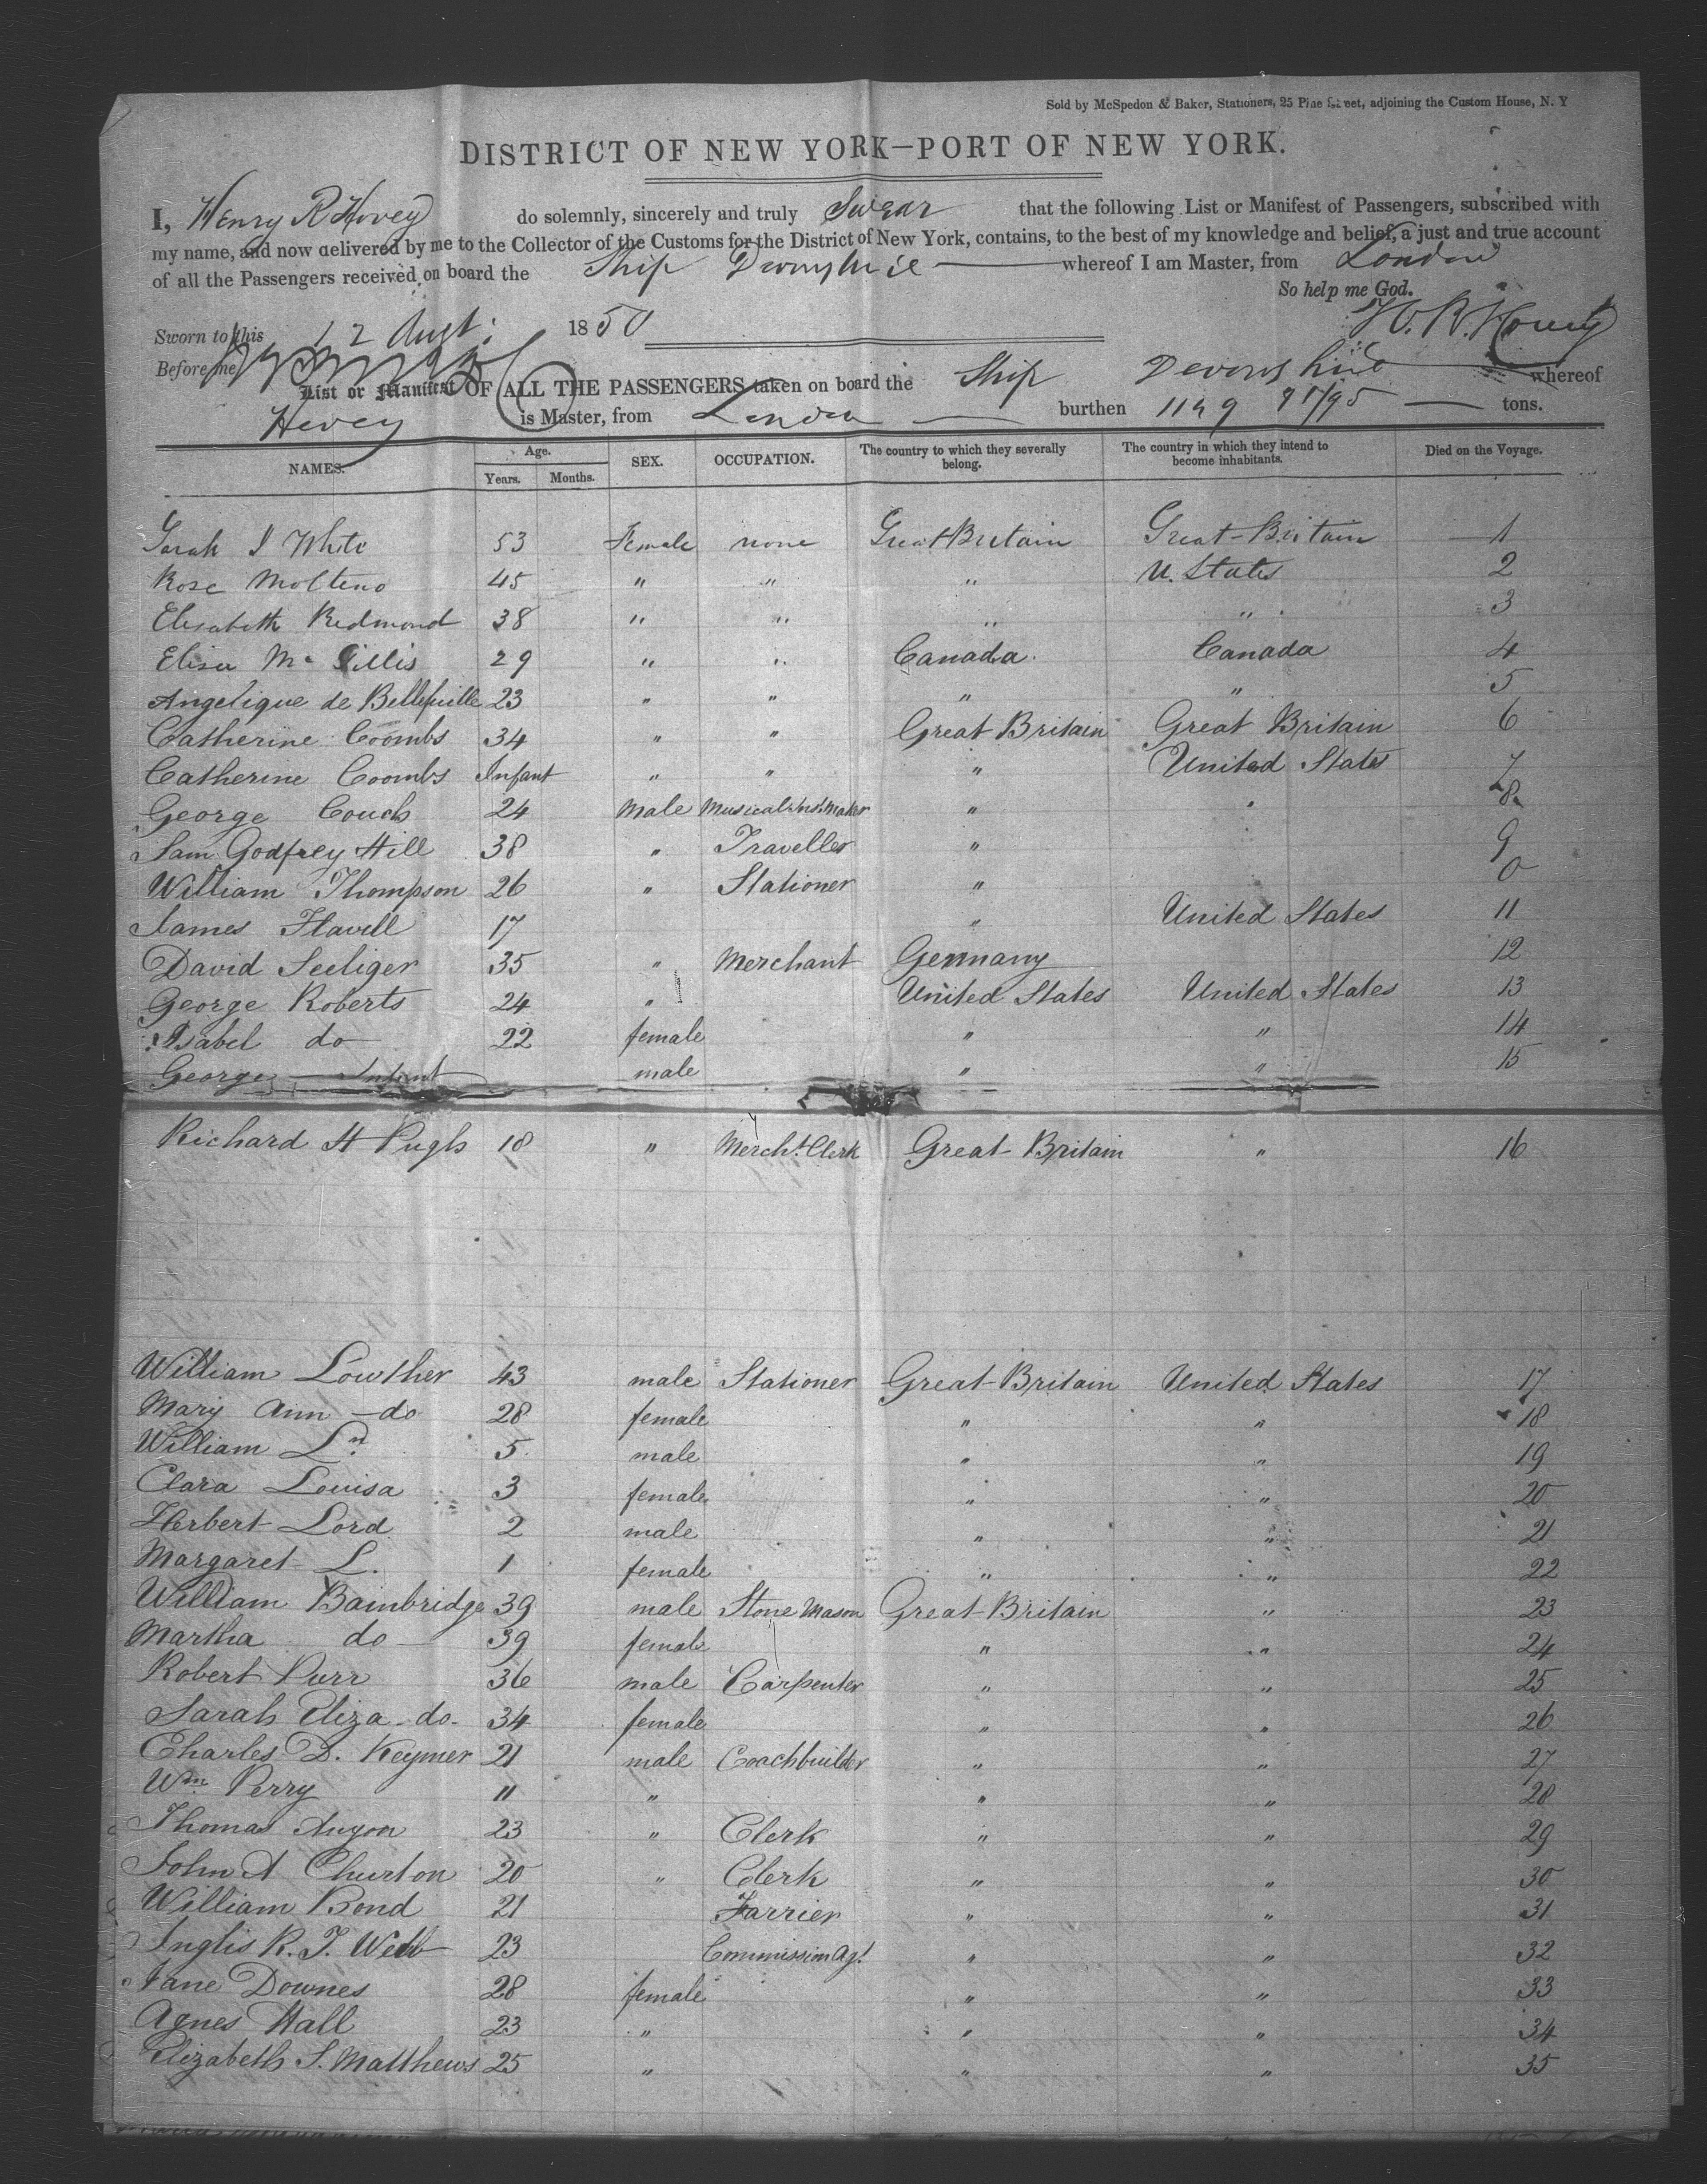 Sold by McSpedon & Baker, Stationers, 25 Pine Street, adjoining the Custom House, N. Y
DISTRICT OF NEW YORK—PORT OF NEW YORK.
I, Henry R Hovey do solemnly, sincerely and truly Swear that the following List or Manifest of Passengers, subscribed with
my name, and now delivered by me to the Collector of the Customs for the District of New York, contains, to the best of my knowledge and belief, a just and true account
of all the Passengers received on board the Ship Devonshire whereof I am Master, from London
So help me God.
Sworn to this 12 Augt: 1850 H. R. Hovey
Before me
List or Manifest OF ALL THE PASSENGERS taken on board the Ship Devonshire whereof
Hovey is Master, from London burthen tons.
NAMES. Age. Years. Months. SEX. OCCUPATION. The country to which they severally belong. The country in which they intend to become inhabitants. Died on the Voyage.
Sarah J White 53 Female none Great Britain Great Britain 1
Rose Molteno 45 " " " U. States 2
Elisabeth Redmond 38 " " " " 3
Elisa Mc Gillis 29 " " Canada Canada 4
Angelique de Bellefeuille 23 " " " " 5
Catherine Coombs 34 " " Great Britain Great Britain 6
Catherine Coombs Infant " " " United States 7
George Couch 24 Male Musical Inst. Maker " " 8
Sam Godfrey Hill 38 " Traveller " 9
William Thompson 26 " Stationer " 0
James Flavell 17 " United States 11
David Seeliger 35 " Merchant Germany 12
George Roberts 24 " United States United States 13
Isabel do 22 female " " 14
George Infant male " " 15
Richard H Pugh 18 " Mercht. Clerk Great Britain " 16
William Lowther 43 male Stationer Great Britain United States 17
Mary Ann do 28 female " " 18
William Ln. 5 male " " 19
Clara Louisa 3 female " " 20
Herbert Lord 2 male " " 21
Margaret L. 1 female " " 22
William Bainbridge 39 male Stone Mason Great Britain " 23
Martha do 39 female " " 24
Robert Purr 36 male Carpenter " " 25
Sarah Eliza do 34 female " " 26
Charles D. Keymer 21 male Coachbuilder " " 27
Wm Perry 11 " " " 28
Thomas 23 " Clerk " " 29
John A Churton 20 " Clerk " " 30
William Bond 21 Farrier " " 31
Inglis R. J. Webb 23 Commission Agt. " " 32
Jane Downes 28 female " " 33
Agnes Hall 23 " " " 34
Elizabeth S. Matthews 25 " " " 35